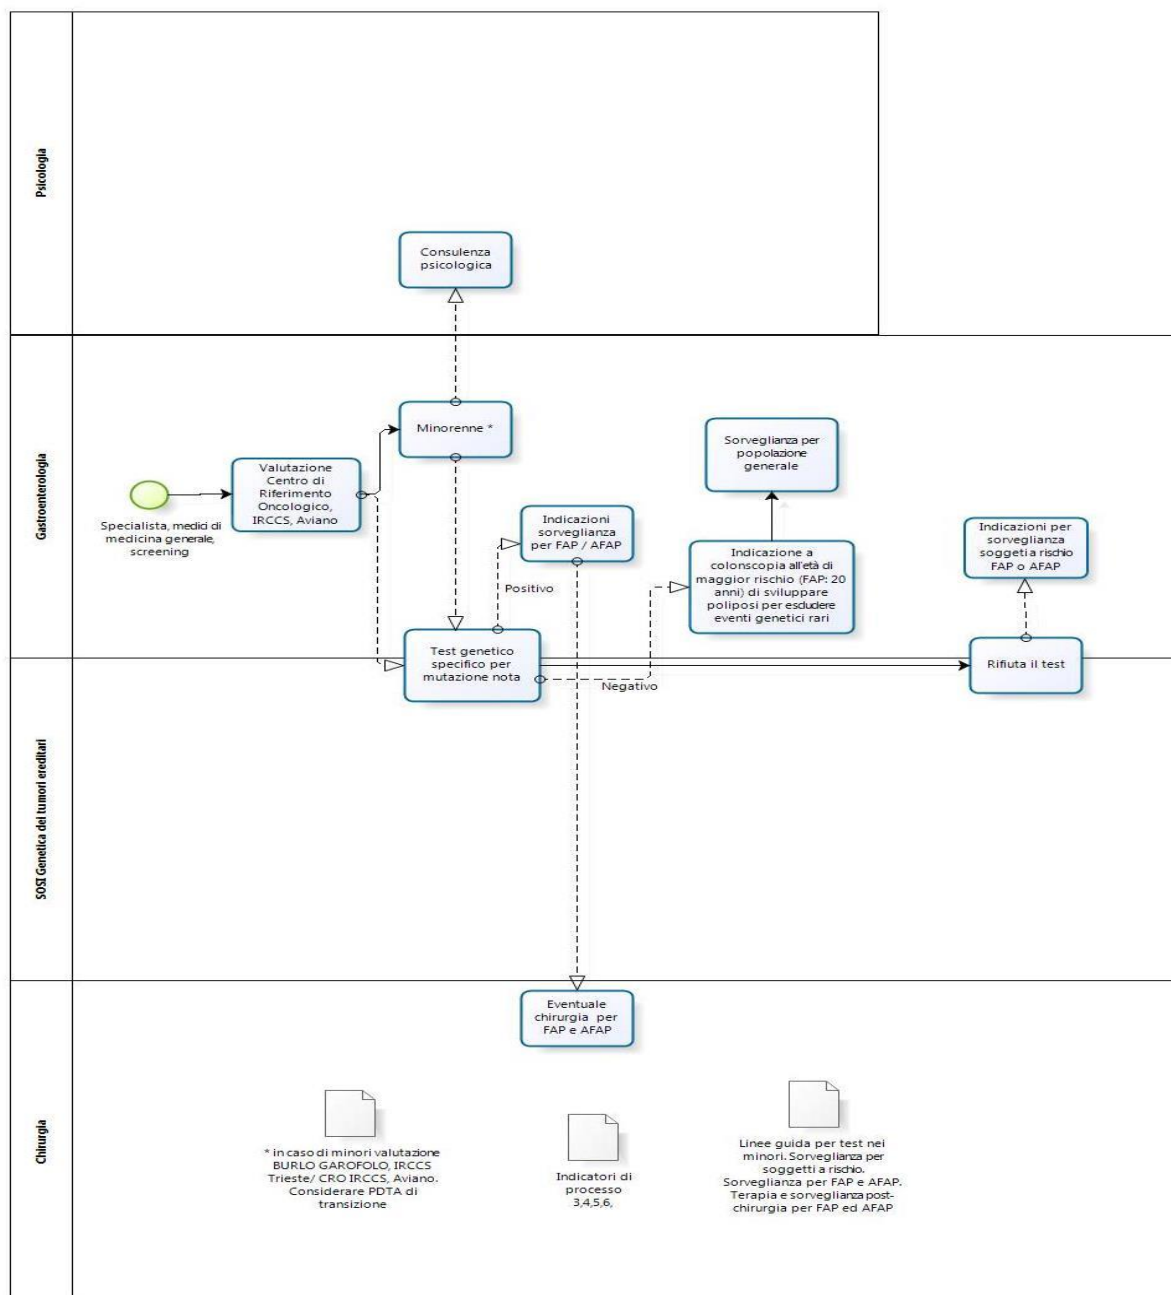 Psicologia
Consulenza
psicologica
Gastroenterologia
Minorenne *
Valutazione
Centro di
Riferimento
Oncologico,
IRCCS, Aviano
Specialista, medici di
medicina generale,
screening
Indicazioni
sorveglianza
per FAP / AFAP
Positivo
Sorveglianza per
popolazione
generale
Indicazione a
colonscopia all'età di
maggior rischio (FAP: 20
anni) di sviluppare
poliposi per escludere
eventi genetici rari
Indicazioni per
sorveglianza
soggeti a rischio
FAP o AFAP
Test genetico
specifico per
mutazione nota
Negativo
Rifiuta il test
SOSI Genetica dei tumori ereditari
Chirurgia
Eventuale
chirurgia per
FAP e AFAP
* in caso di minori valutazione
BURLO GAROFOLO, IRCCS
Trieste/ CRO IRCCS, Aviano.
Considerare PDTA di
transizione
Indicatori di
processo
3,4,5,6,
Linee guida per test nei
minori. Sorveglianza per
soggetti a rischio.
Sorveglianza per FAP e AFAP.
Terapia e sorveglianza post-
chirurgia per FAP ed AFAP